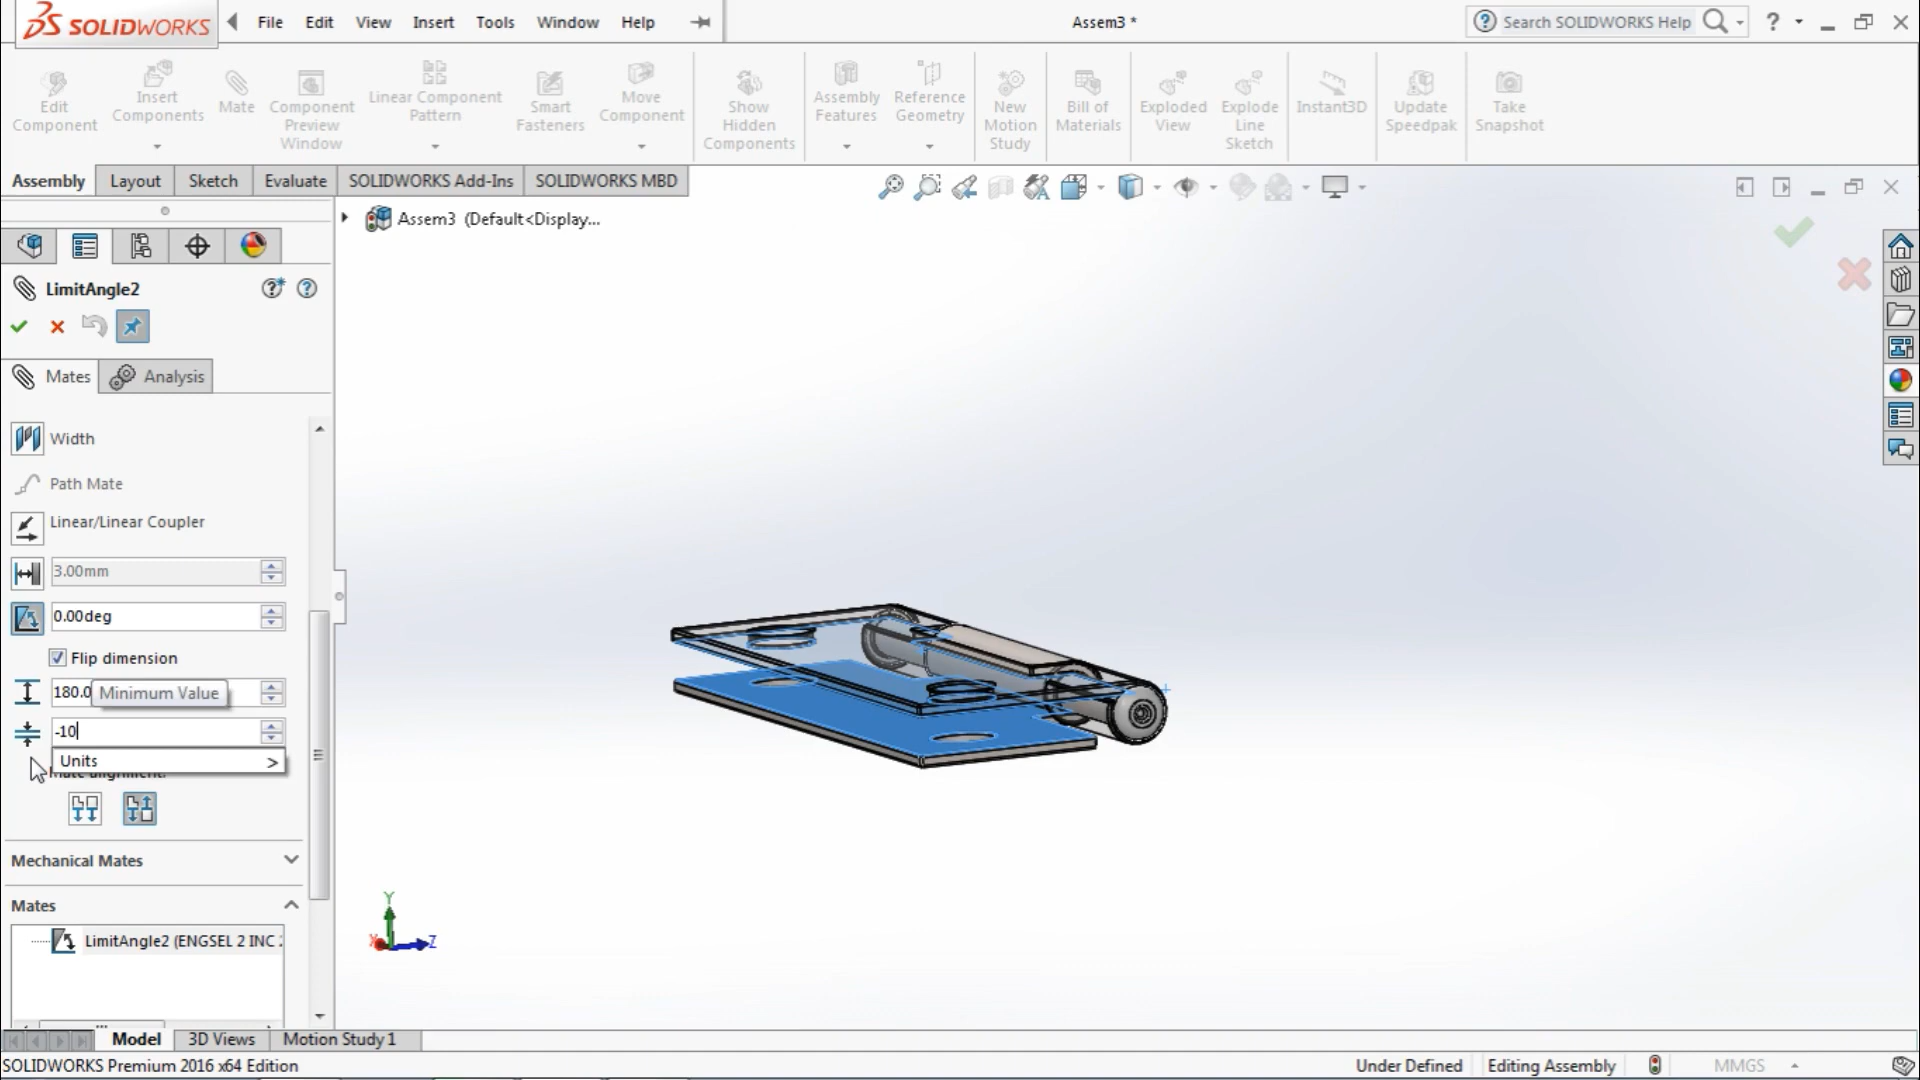 SOLIDWORKS File Edit View Insert Tools Window Help Assem3 * Search SOLIDWORKS Help ?
Edit Component
Insert Components
Mate
Component Preview Window
Linear Component Pattern
Smart Fasteners
Move Component
Show Hidden Components
Assembly Features
Reference Geometry
New Motion Study
Bill of Materials
Exploded View
Explode Line Sketch
Instant3D
Update Speedpak
Take Snapshot
Assembly Layout Sketch Evaluate SOLIDWORKS Add-Ins SOLIDWORKS MBD
Assem3 (Default<Display...
LimitAngle2
Mates Analysis
Width
Path Mate
Linear/Linear Coupler
3.00mm
0.00deg
Flip dimension
180.0 Minimum Value
-10
Units >
Mate alignment:
Mechanical Mates
Mates
LimitAngle2 (ENGSEL 2 INC
Y
X Z
Model 3D Views Motion Study 1
SOLIDWORKS Premium 2016 x64 Edition Under Defined Editing Assembly MMGS